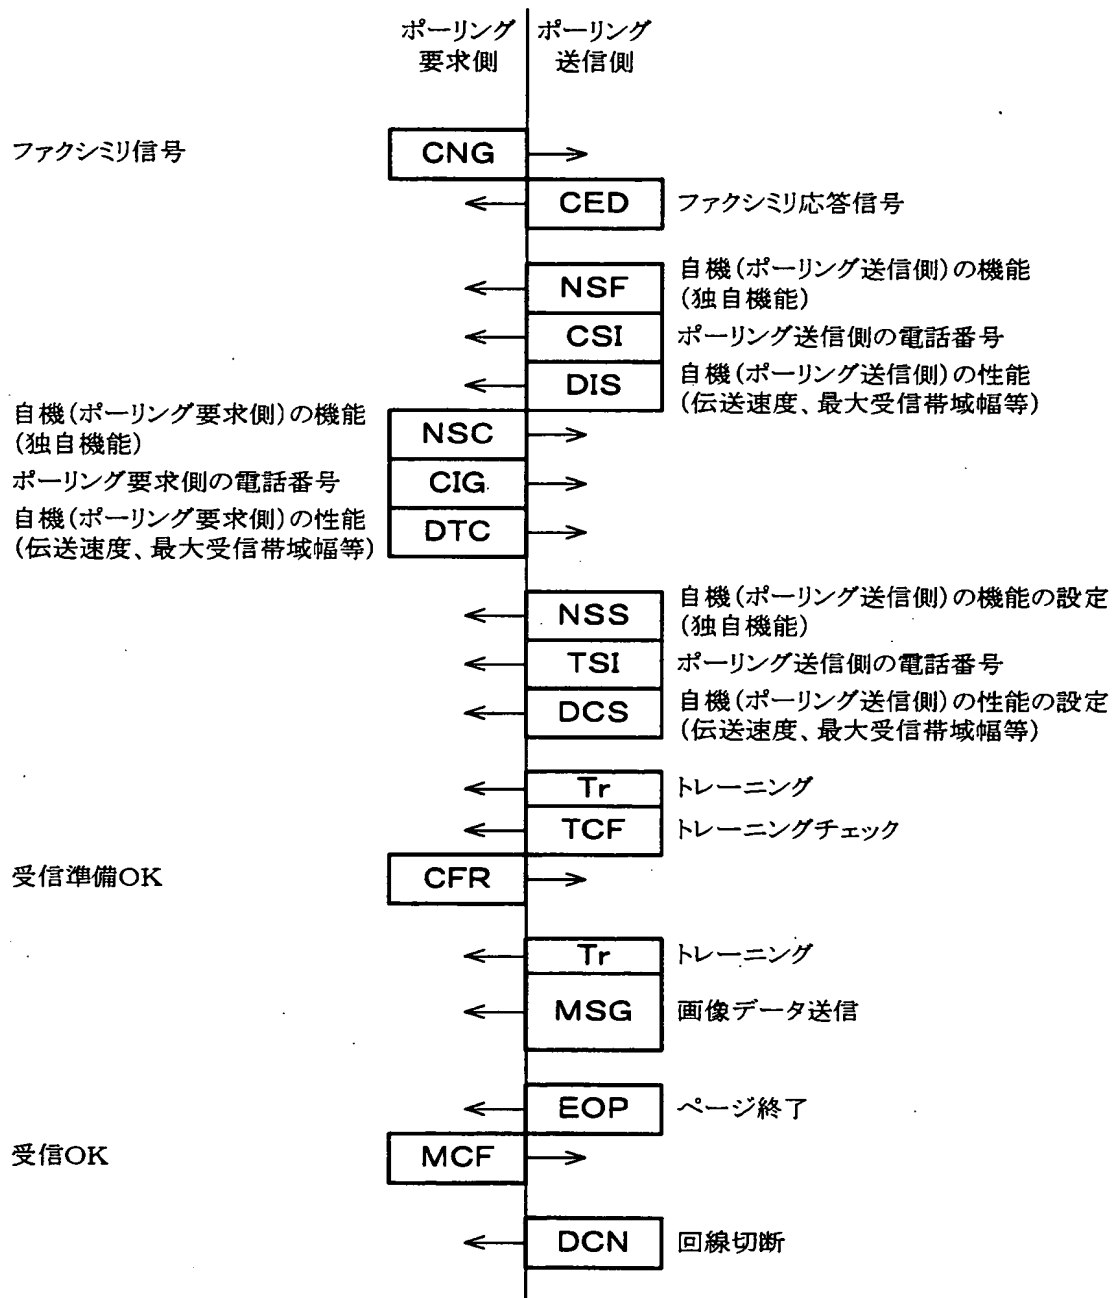 ポーリング
要求側
ポーリング
送信側
ファクシミリ信号
CNG
CED
ファクシミリ応答信号
NSF
自機(ポーリング送信側)の機能
(独自機能)
CSI
ポーリング送信側の電話番号
DIS
自機(ポーリング送信側)の性能
(伝送速度、最大受信帯域幅等)
自機(ポーリング要求側)の機能
(独自機能)
NSC
ポーリング要求側の電話番号
CIG
自機(ポーリング要求側)の性能
(伝送速度、最大受信帯域幅等)
DTC
NSS
自機(ポーリング送信側)の機能の設定
(独自機能)
TSI
ポーリング送信側の電話番号
DCS
自機(ポーリング送信側)の性能の設定
(伝送速度、最大受信帯域幅等)
Tr
トレーニング
TCF
トレーニングチェック
受信準備OK
CFR
Tr
トレーニング
MSG
画像データ送信
EOP
ページ終了
受信OK
MCF
DCN
回線切断